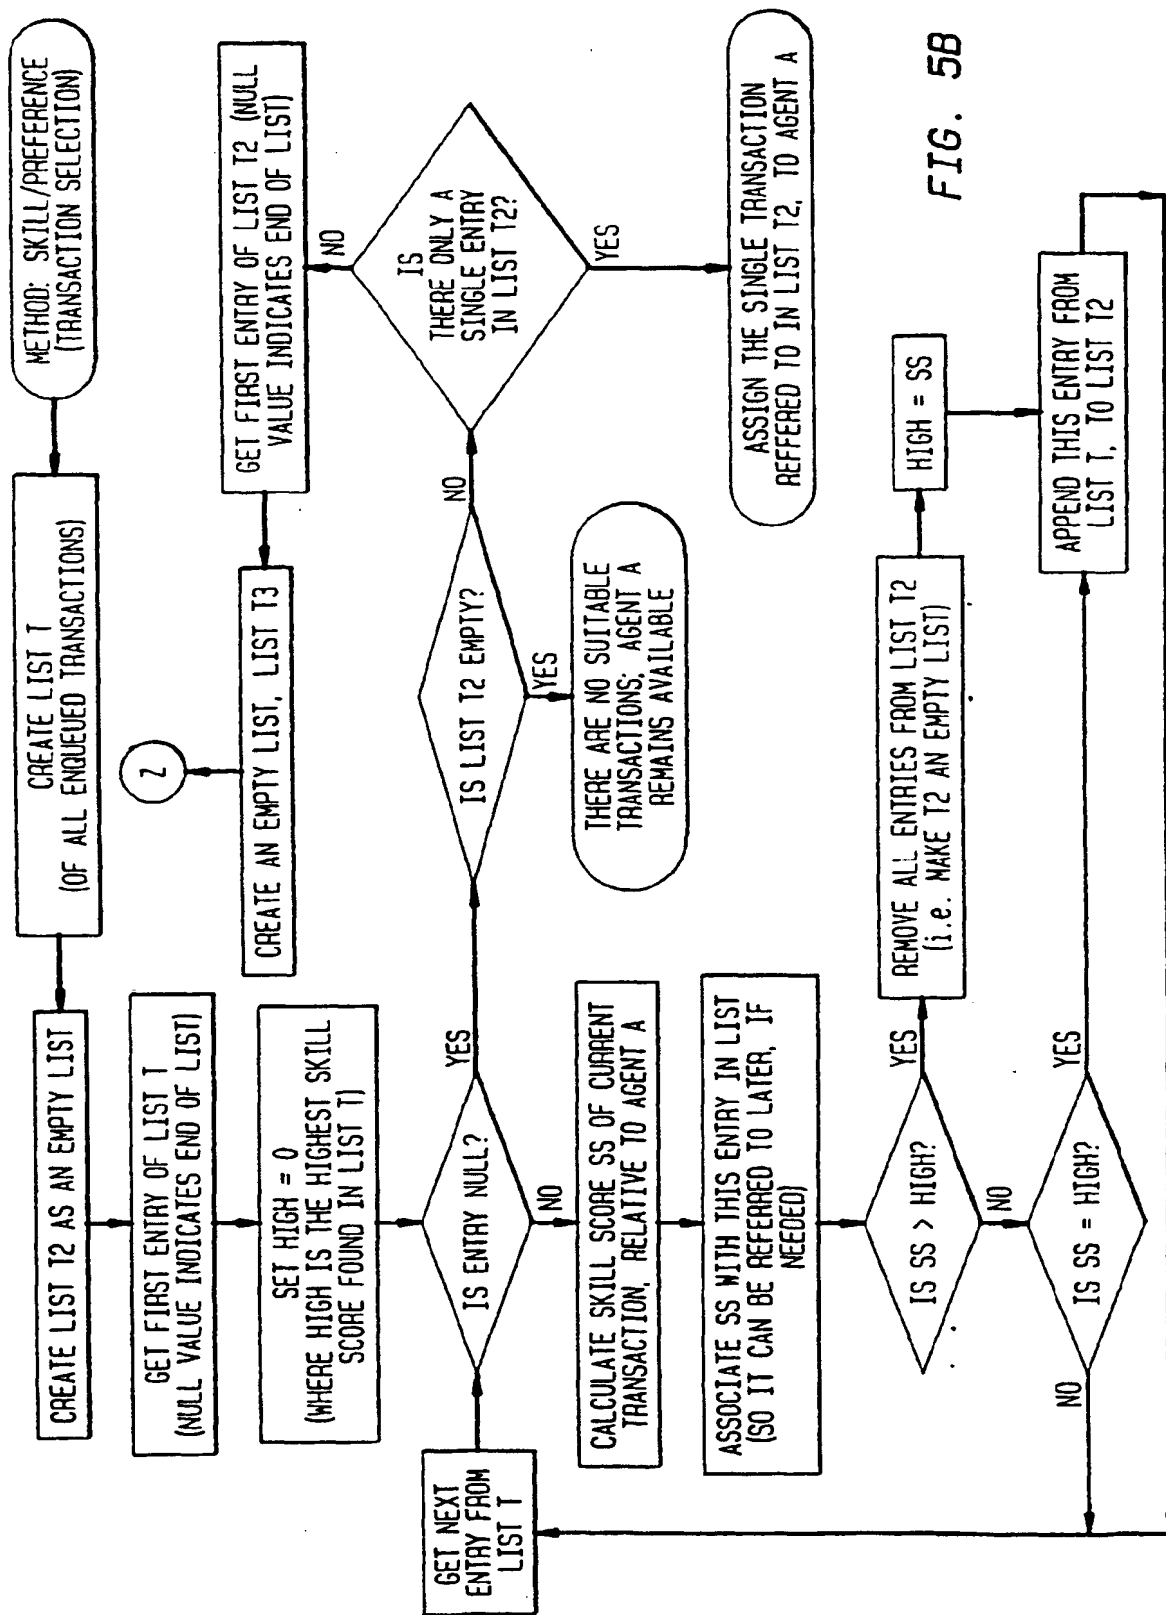 METHOD: SKILL/PREFERENCE
(TRANSACTION SELECTION)
CREATE LIST T
(OF ALL ENQUEUED TRANSACTIONS)
CREATE LIST T2 AS AN EMPTY LIST
GET FIRST ENTRY OF LIST T
(NULL VALUE INDICATES END OF LIST)
SET HIGH = 0
(WHERE HIGH IS THE HIGHEST SKILL
SCORE FOUND IN LIST T)
GET NEXT
ENTRY FROM
LIST T
IS ENTRY NULL?
YES
NO
IS LIST T2 EMPTY?
NO
YES
THERE ARE NO SUITABLE
TRANSACTIONS; AGENT A
REMAINS AVAILABLE
IS
THERE ONLY A
SINGLE ENTRY
IN LIST T2?
NO
YES
GET FIRST ENTRY OF LIST T2 (NULL
VALUE INDICATES END OF LIST)
CREATE AN EMPTY LIST, LIST T3
Z
ASSIGN THE SINGLE TRANSACTION
REFFERED TO IN LIST T2, TO AGENT A
CALCULATE SKILL SCORE SS OF CURRENT
TRANSACTION, RELATIVE TO AGENT A
ASSOCIATE SS WITH THIS ENTRY IN LIST
(SO IT CAN BE REFERRED TO LATER, IF
NEEDED)
IS SS > HIGH?
YES
NO
REMOVE ALL ENTRIES FROM LIST T2
(i.e. MAKE T2 AN EMPTY LIST)
HIGH = SS
IS SS = HIGH?
YES
NO
APPEND THIS ENTRY FROM
LIST T, TO LIST T2
FIG. 5B